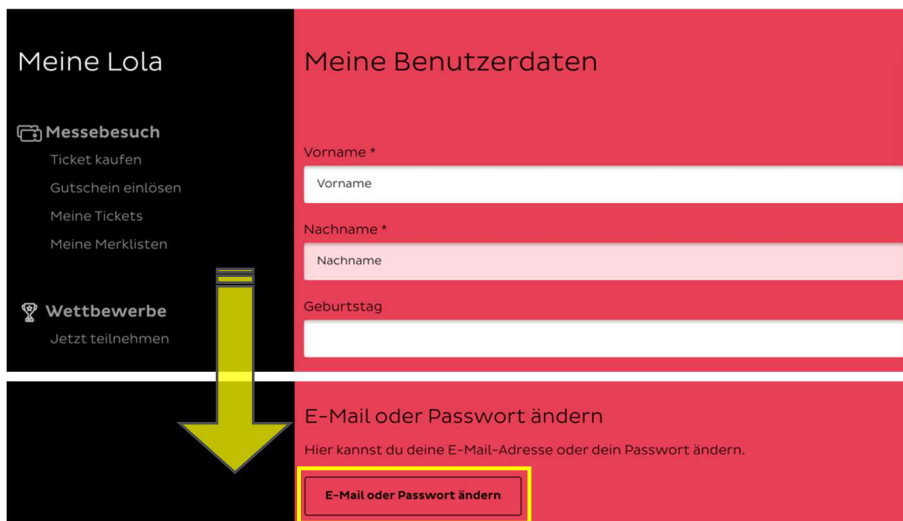 Meine Lola
Messebesuch
Ticket kaufen
Gutschein einlösen
Meine Tickets
Meine Merklisten
Wettbewerbe
Jetzt teilnehmen
Meine Benutzerdaten
Vorname *
Vorname
Nachname *
Nachname
Geburtstag
E-Mail oder Passwort ändern
Hier kannst du deine E-Mail-Adresse oder dein Passwort ändern.
E-Mail oder Passwort ändern